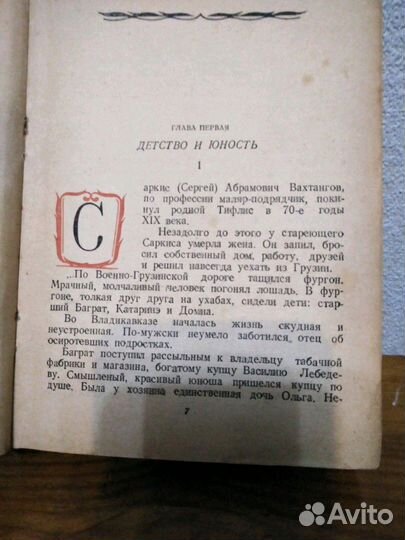 ГЛАВА ПЕРВАЯ
ДЕТСТВО И ЮНОСТЬ
1
Саркис (Сергей) Абрамович Вахтангов,
по профессии маляр-подрядчик, поки-
нул родной Тифлис в 70-е годы
XIX века.
Незадолго до этого у стареющего
Саркиса умерла жена. Он запил, бро-
сил собственный дом, работу, друзей
и решил навсегда уехать из Грузии.
...По Военно-Грузинской дороге тащился фургон.
Мрачный, молчаливый человек погонял лошадь. В фур-
гоне, толкая друг друга на ухабах, сидели дети: стар-
ший Баграт, Катаринэ и Домна.
Во Владикавказе началась жизнь скудная и
неустроенная. По-мужски неумело заботился отец об
осиротевших подростках.
Баграт поступил рассыльным к владельцу табачной
фабрики и магазина, богатому купцу Василию Лебеде-
ву. Смышленый, красивый юноша пришелся купцу по
душе. Была у хозяина единственная дочь Ольга. Не-
7
Avito